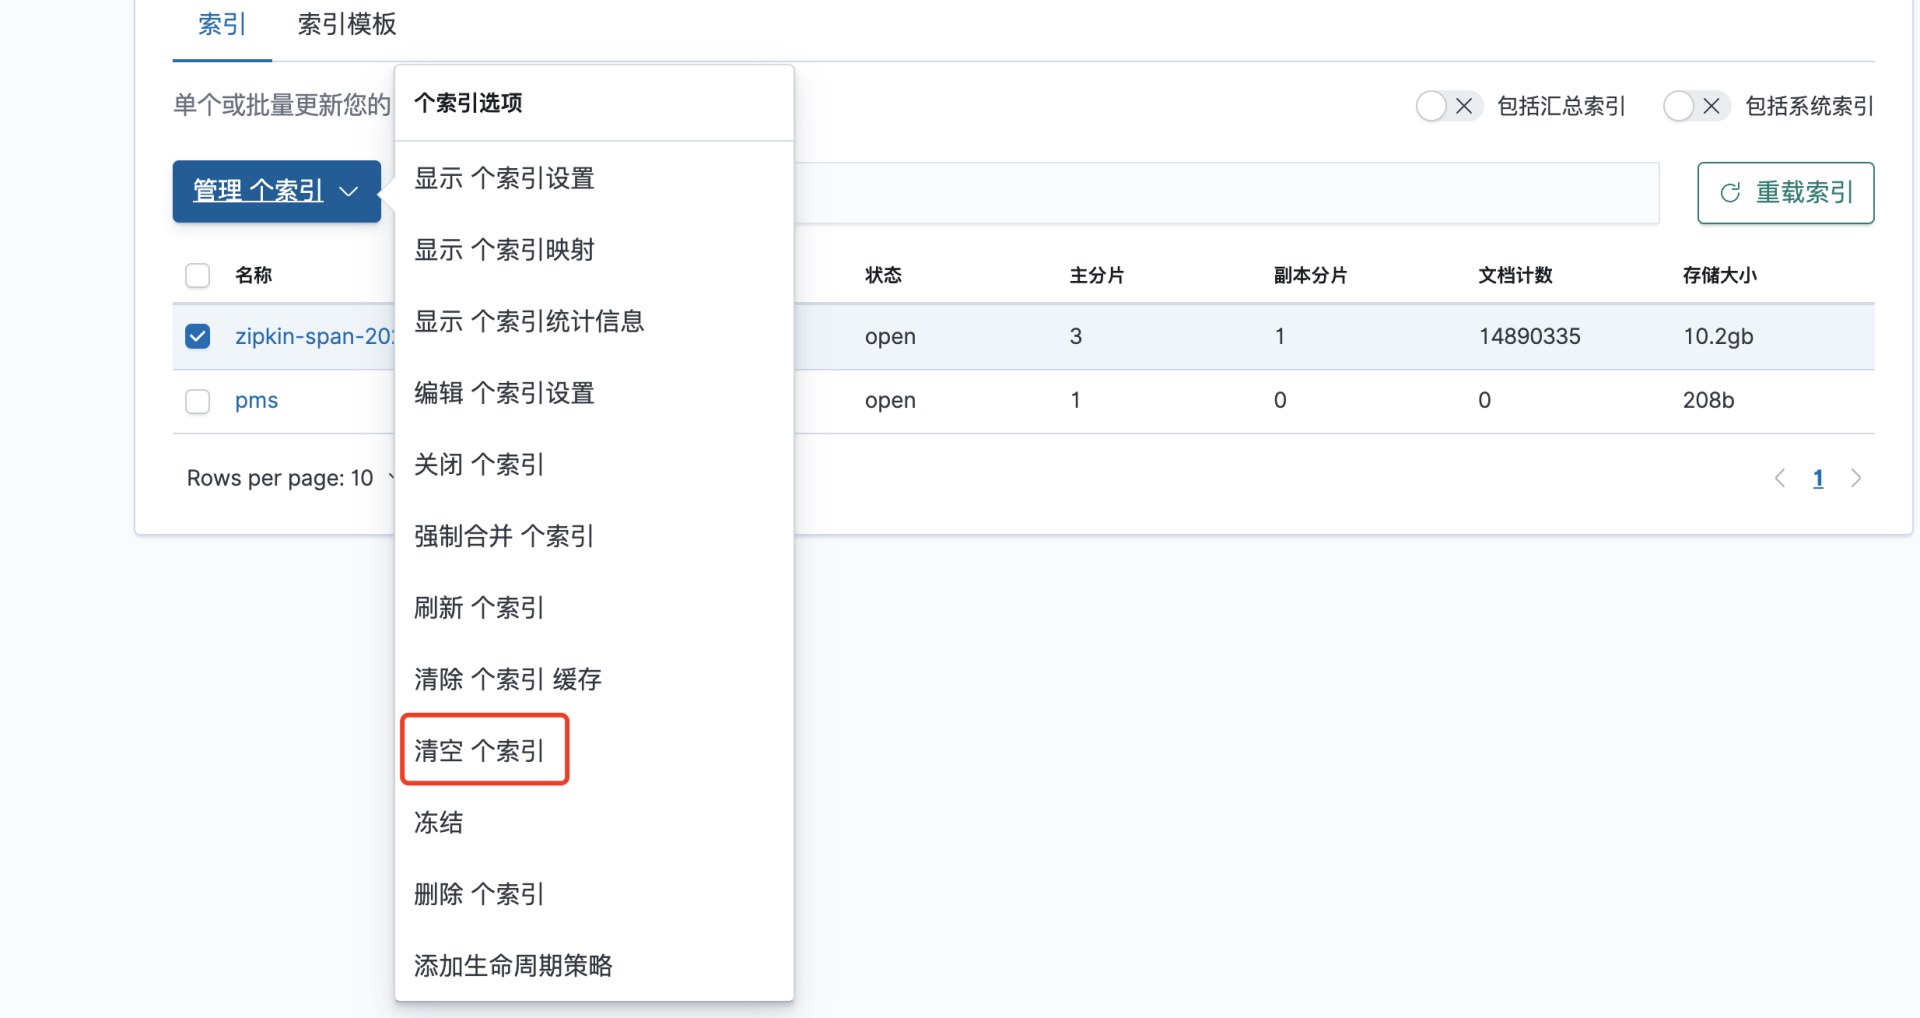 索引 索引模板
单个或批量更新您的
包括汇总索引 包括系统索引
管理 个索引
重载索引
名称 状态 主分片 副本分片 文档计数 存储大小
zipkin-span-20 open 3 1 14890335 10.2gb
pms open 1 0 0 208b
Rows per page: 10
1
个索引选项
显示 个索引设置
显示 个索引映射
显示 个索引统计信息
编辑 个索引设置
关闭 个索引
强制合并 个索引
刷新 个索引
清除 个索引 缓存
清空 个索引
冻结
删除 个索引
添加生命周期策略